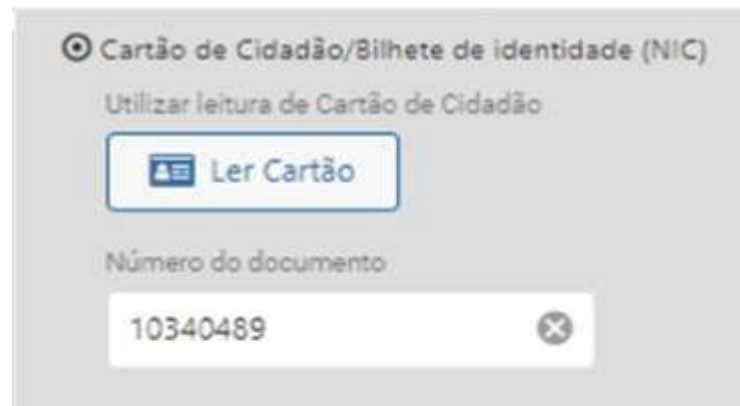 Cartão de Cidadão/Bilhete de identidade (NIC)
Utilizar leitura de Cartão de Cidadão
Ler Cartão
Número do documento
10340489